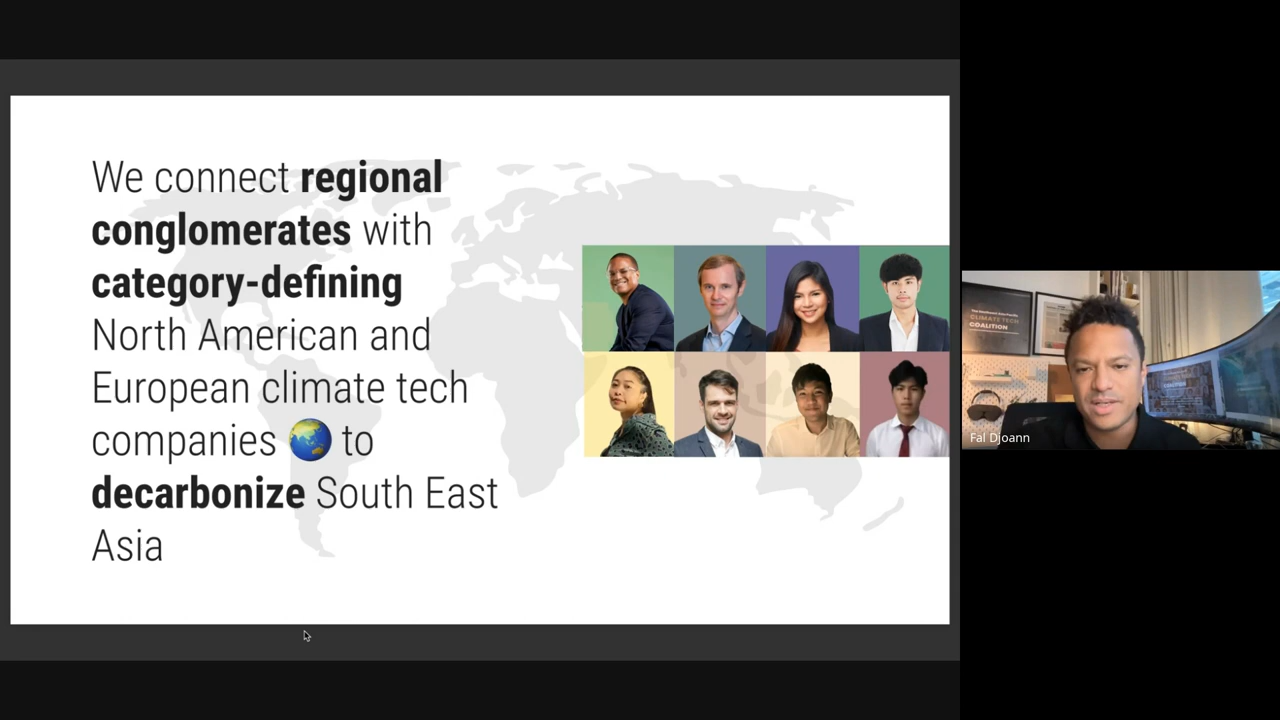 We connect regional
conglomerates with
category-defining
North American and
European climate tech
companies 🌏 to
decarbonize South East
Asia
CLIMATE TECH
COALITION
Fal Djoann